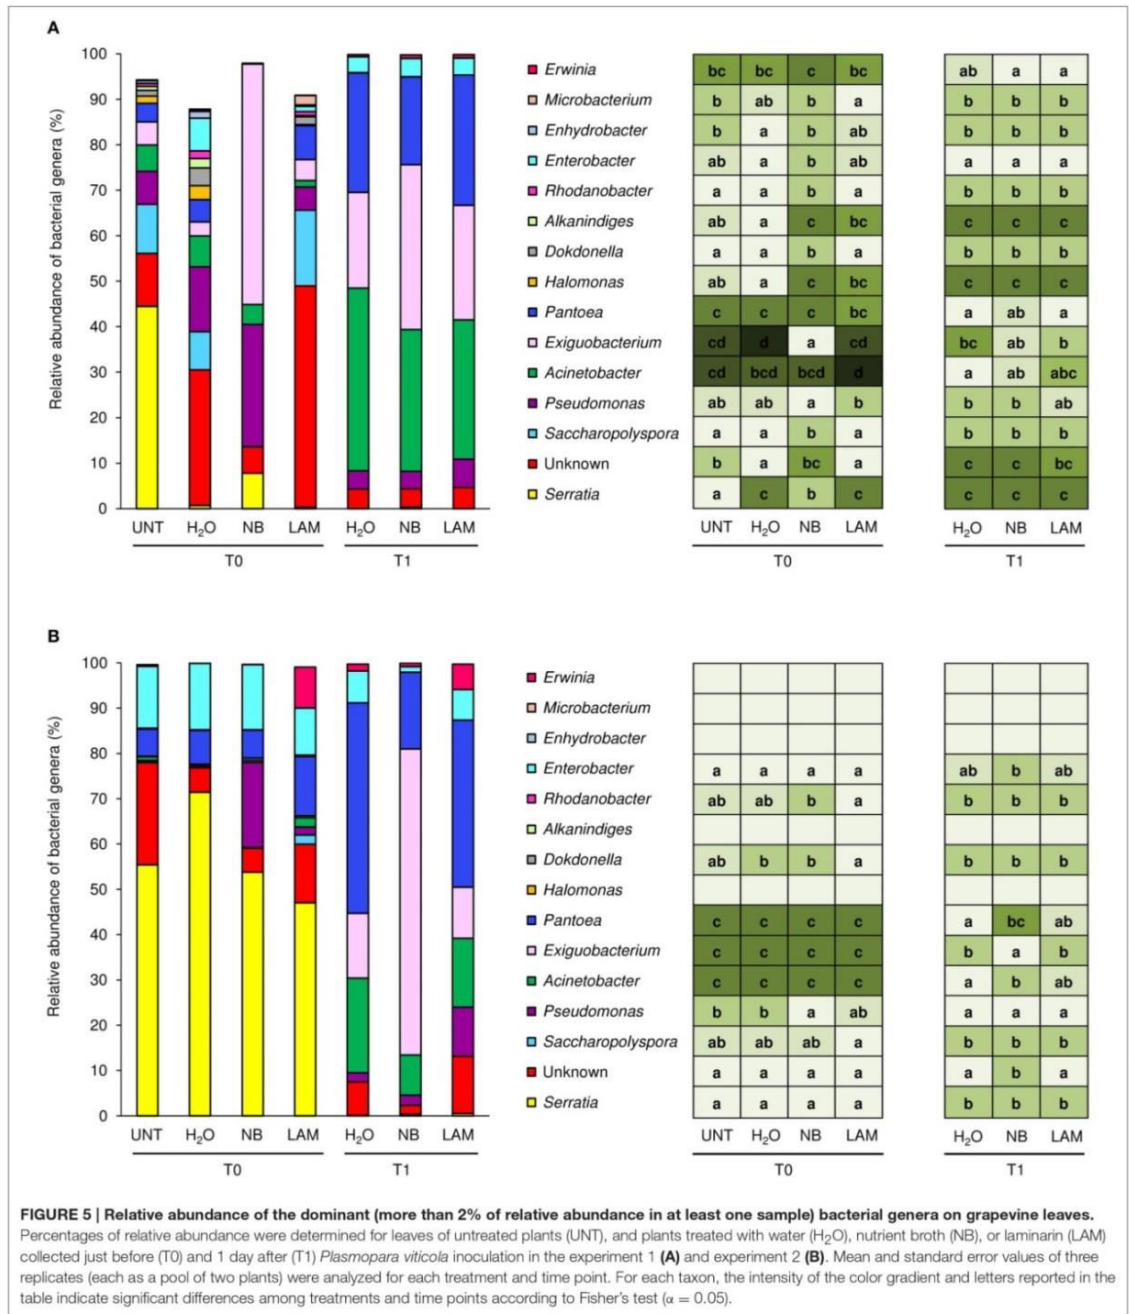 A
Relative abundance of bacterial genera (%)
100
90
80
70
60
50
40
30
20
10
0
UNT H₂O NB LAM H₂O NB LAM
T0 T1
Erwinia
Microbacterium
Enhydrobacter
Enterobacter
Rhodanobacter
Alkanindiges
Dokdonella
Halomonas
Pantoea
Exiguobacterium
Acinetobacter
Pseudomonas
Saccharopolyspora
Unknown
Serratia
bc bc c bc ab a a
b ab b a b b b
b a b ab b b b
ab a b ab a a a
a a b a b b b
ab a c bc c c c
a a b a b b b
ab a c bc c c c
c c c bc a ab a
cd d a cd bc ab b
cd bcd bcd d a ab abc
ab ab a b b b ab
a a b a b b b
b a bc a c c bc
a c b c c c c
UNT H₂O NB LAM H₂O NB LAM
T0 T1
B
Relative abundance of bacterial genera (%)
100
90
80
70
60
50
40
30
20
10
0
UNT H₂O NB LAM H₂O NB LAM
T0 T1
Erwinia
Microbacterium
Enhydrobacter
Enterobacter
Rhodanobacter
Alkanindiges
Dokdonella
Halomonas
Pantoea
Exiguobacterium
Acinetobacter
Pseudomonas
Saccharopolyspora
Unknown
Serratia
a a a a ab b ab
ab ab b a b b b
ab b b a b b b
c c c c a bc ab
c c c c b a b
c c c c a b ab
b b a ab a a a
ab ab ab a b b b
a a a a a b a
a a a a b b b
UNT H₂O NB LAM H₂O NB LAM
T0 T1
FIGURE 5 | Relative abundance of the dominant (more than 2% of relative abundance in at least one sample) bacterial genera on grapevine leaves.
Percentages of relative abundance were determined for leaves of untreated plants (UNT), and plants treated with water (H₂O), nutrient broth (NB), or laminarin (LAM)
collected just before (T0) and 1 day after (T1) Plasmopara viticola inoculation in the experiment 1 (A) and experiment 2 (B). Mean and standard error values of three
replicates (each as a pool of two plants) were analyzed for each treatment and time point. For each taxon, the intensity of the color gradient and letters reported in the
table indicate significant differences among treatments and time points according to Fisher's test (α = 0.05).